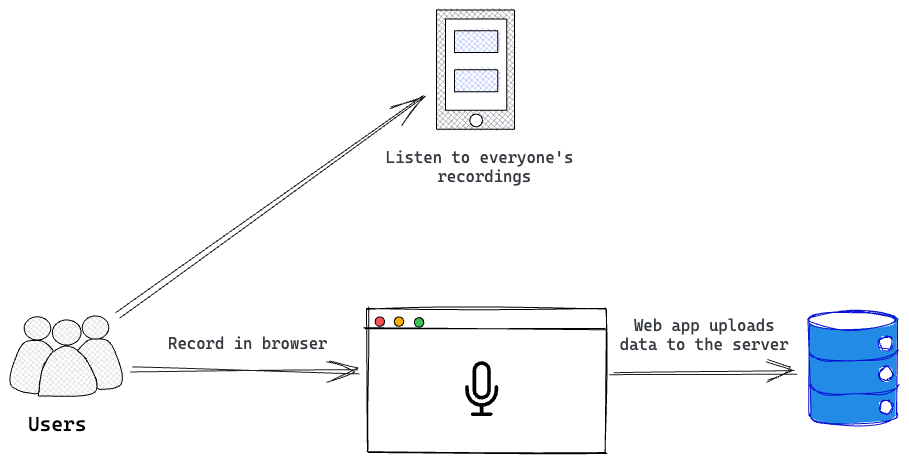 Listen to everyone's
recordings
Record in browser
Web app uploads
data to the server
Users